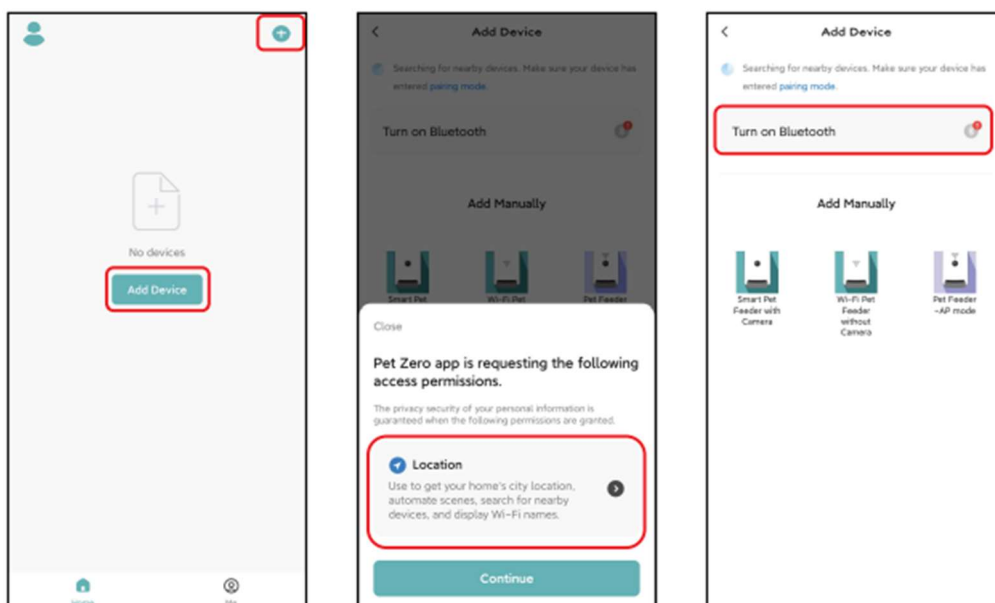 No devices
Add Device
Home
Me
Add Device
Searching for nearby devices. Make sure your device has
entered pairing mode.
Turn on Bluetooth
Add Manually
Smart Pet
Wi-Fi Pet
Pet Feeder
Close
Pet Zero app is requesting the following
access permissions.
The privacy security of your personal information is
guaranteed when the following permissions are granted.
Location
Use to get your home's city location,
automate scenes, search for nearby
devices, and display Wi-Fi names.
Continue
Add Device
Searching for nearby devices. Make sure your device has
entered pairing mode.
Turn on Bluetooth
Add Manually
Smart Pet
Feeder with
Camera
Wi-Fi Pet
Feeder
without
Camera
Pet Feeder
-AP mode